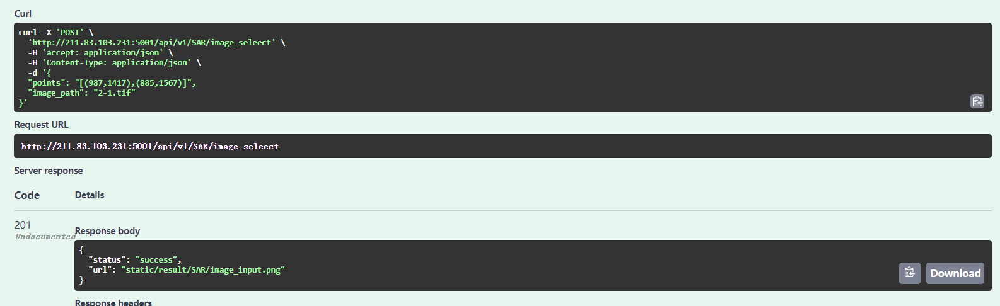 Curl
curl -X 'POST' \
'http://211.83.103.231:5001/api/v1/SAR/image_seleect' \
-H 'accept: application/json' \
-H 'Content-Type: application/json' \
-d '{
"points": "[(987,1417),(885,1567)]",
"image_path": "2-1.tif"
}'
Request URL
http://211.83.103.231:5001/api/v1/SAR/image_seleect
Server response
Code Details
201
Undocumented
Response body
{
"status": "success",
"url": "static/result/SAR/image_input.png"
}
Download
Response headers